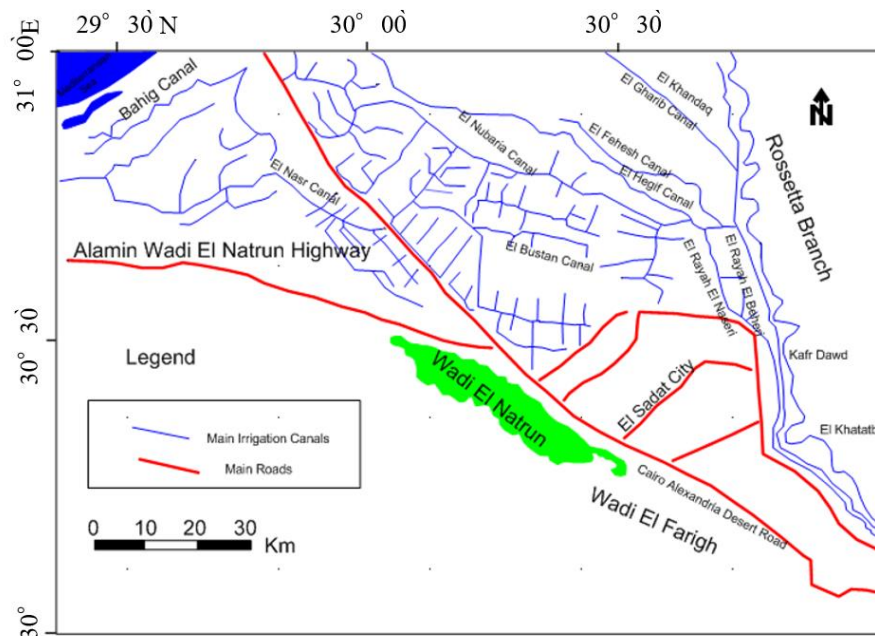 29° 30̀ N
30° 00̀
30° 30̀
31° 00̀E
30° 30̀
30°
Bahig Canal
El Khandaq
El Gharib Canal
N
El Nubaria Canal
El Fehesh Canal
El Hegif Canal
Rossetta Branch
El Nasr Canal
Alamin Wadi El Natrun Highway
El Bustan Canal
El Rayah El Naseri
El Rayah El Beheri
Kafr Dawd
Legend
Main Irrigation Canals
Main Roads
Wadi El Natrun
El Sadat City
El Khatatb
Cairo Alexandria Desert Road
Wadi El Farigh
0 10 20 30
Km